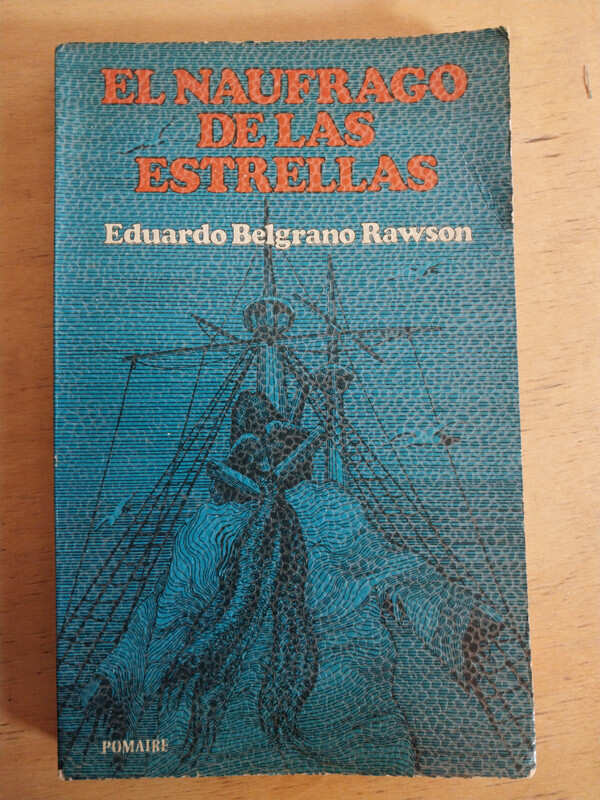 EL NAUFRAGO
DE LAS
ESTRELLAS
Eduardo Belgrano Rawson
POMAIRE